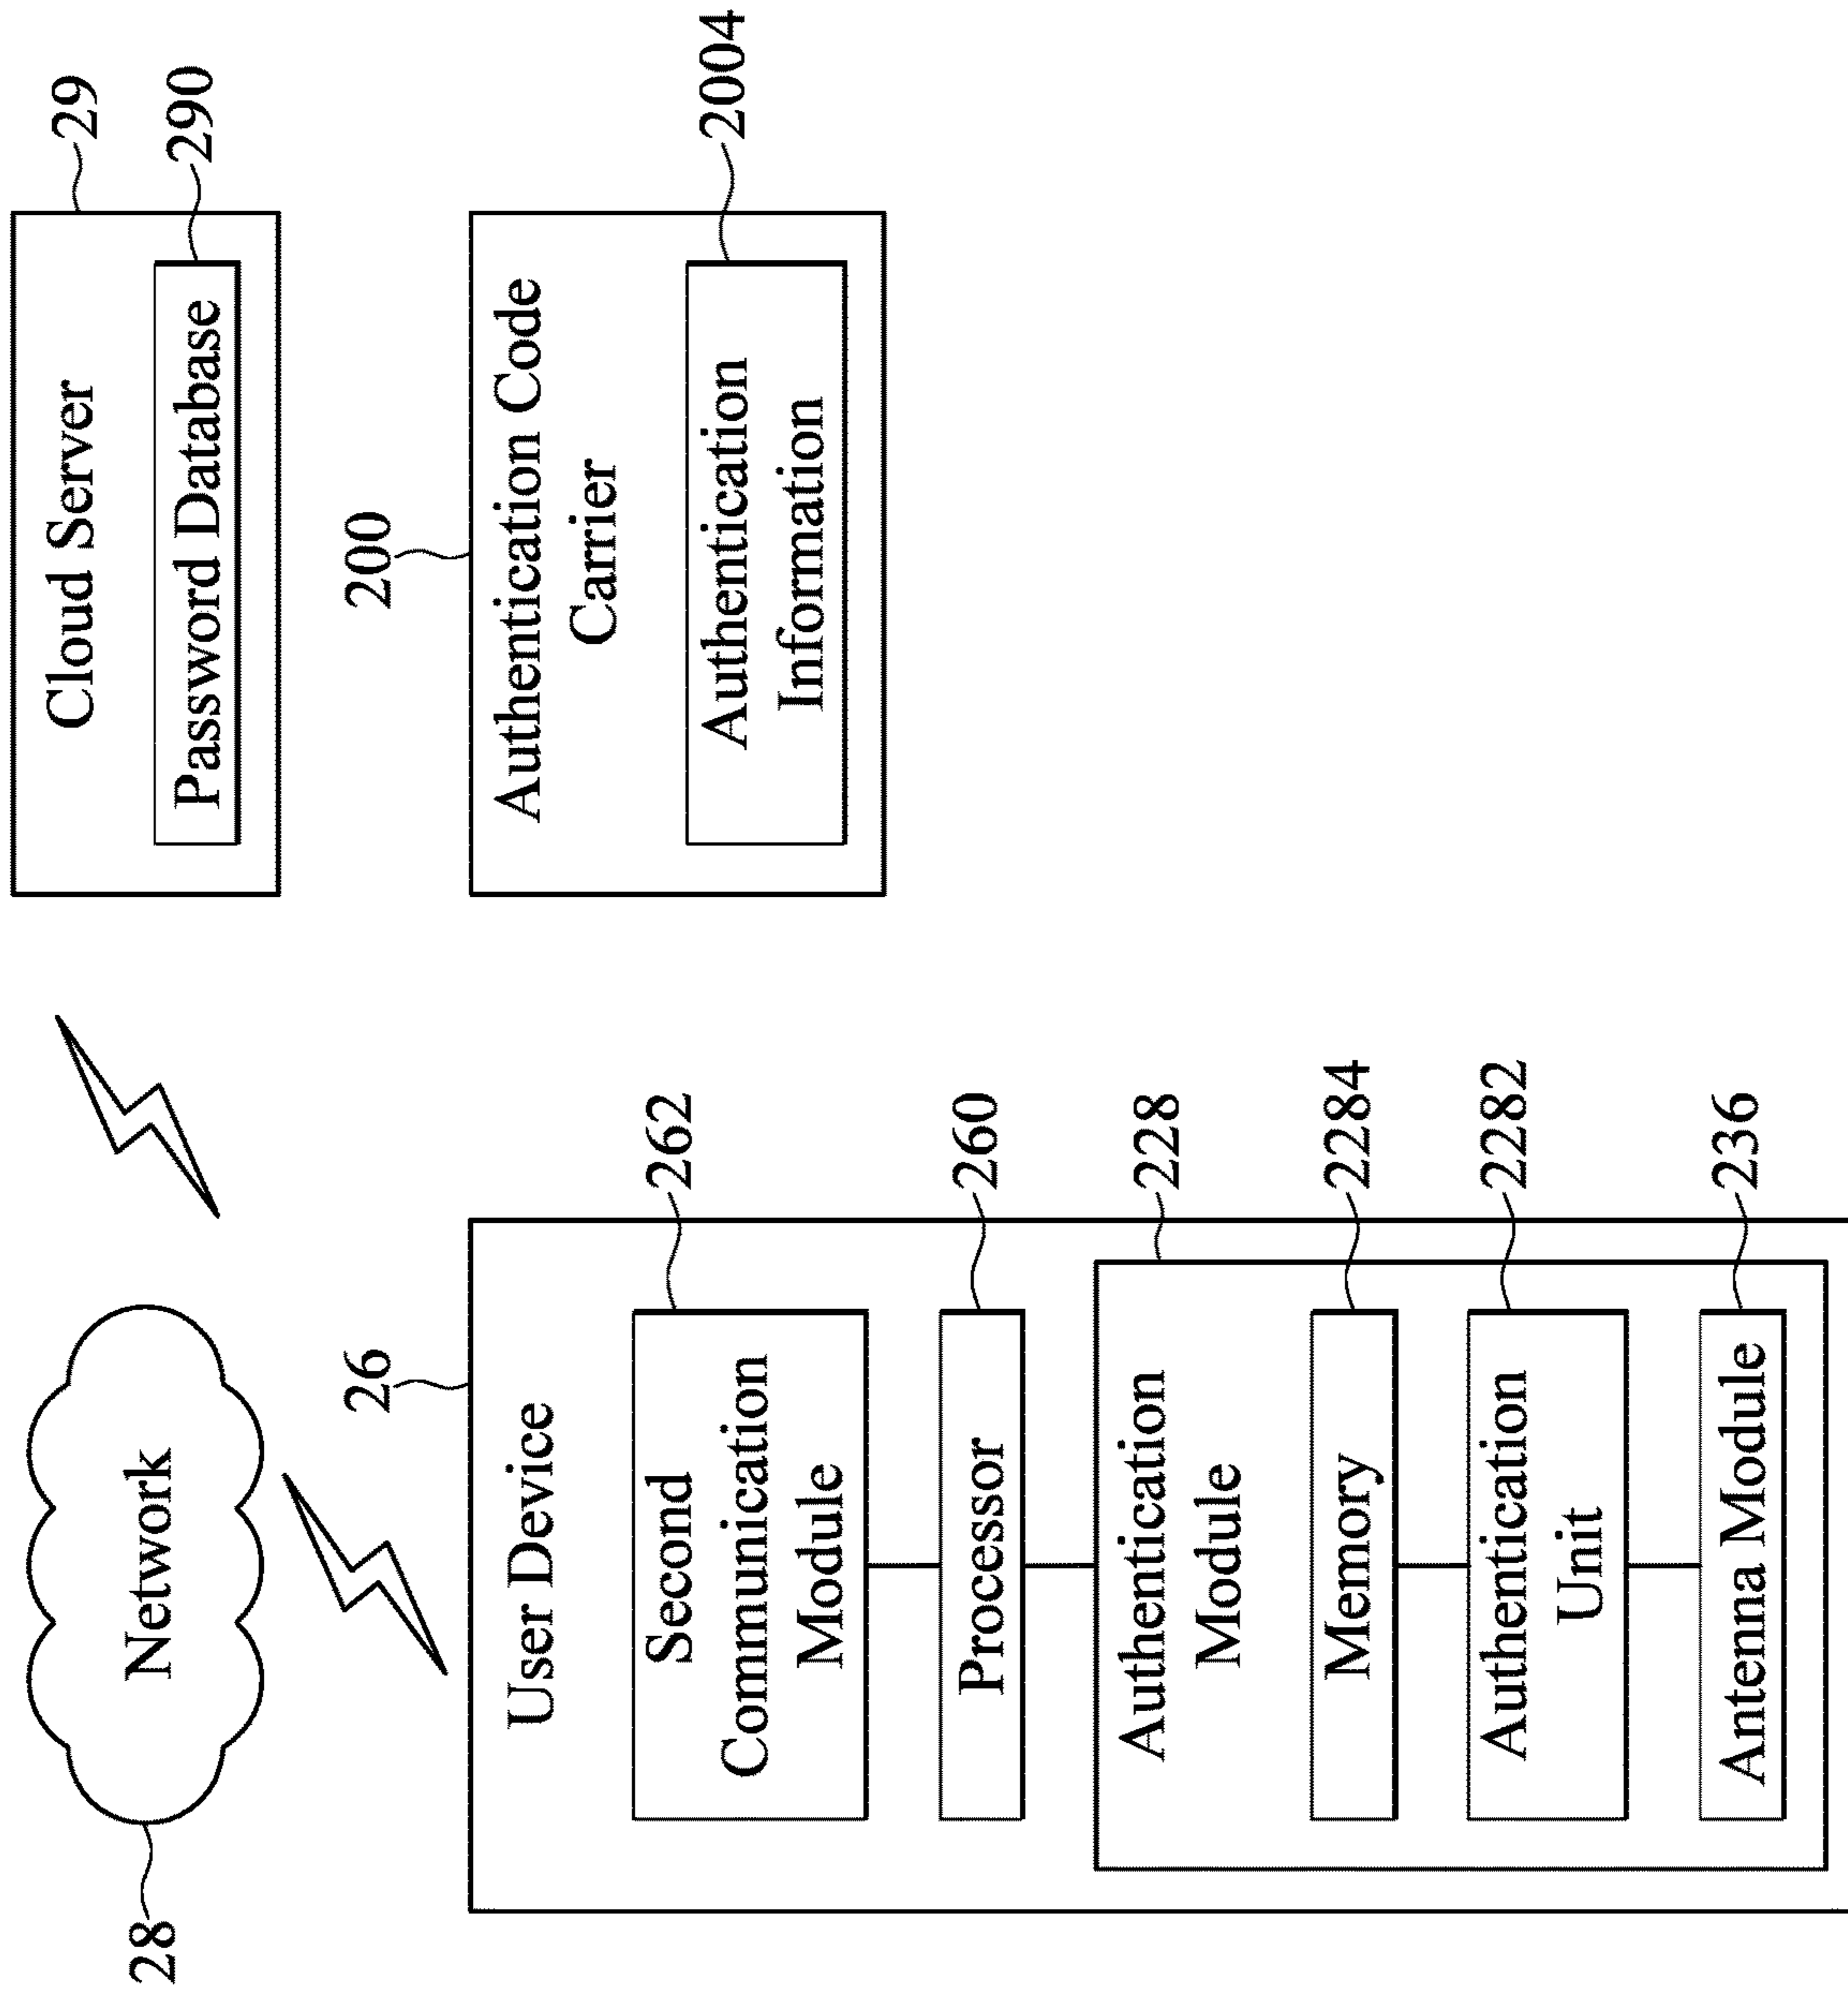 28
Network
Cloud Server
29
Password Database
290
26
User Device
Second
Communication
Module
262
Processor
260
Authentication
Module
228
Memory
2284
Authentication
Unit
2282
Antenna Module
236
200
Authentication Code
Carrier
Authentication
Information
2004